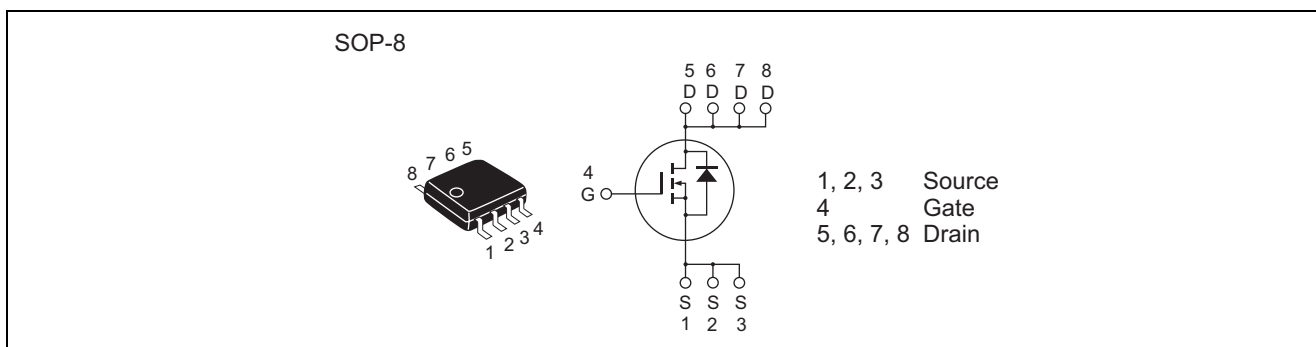 SOP-8
5 6 7 8
D D D D
8 7 6 5
4
G
1 2 3 4
S S S
1 2 3
1, 2, 3 Source
4 Gate
5, 6, 7, 8 Drain